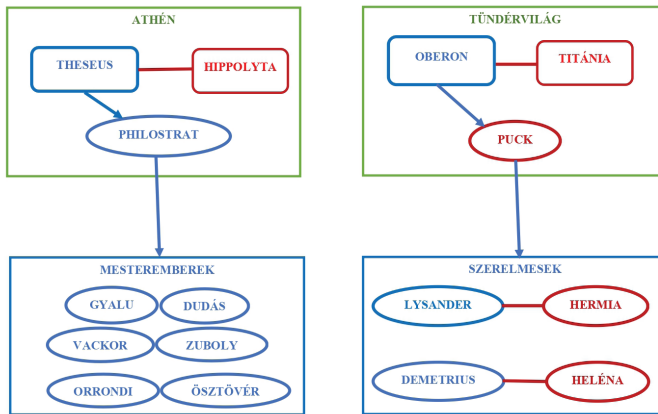 ATHÉN
THESEUS
HIPPOLYTA
PHILOSTRAT
TÜNDÉRVILÁG
OBERON
TITÁNIA
PUCK
MESTEREMBEREK
GYALU
DUDÁS
VACKOR
ZUBOLY
ORRONDI
ÖSZTÖVÉR
SZERELMESEK
LYSANDER
HERMIA
DEMETRIUS
HELÉNA